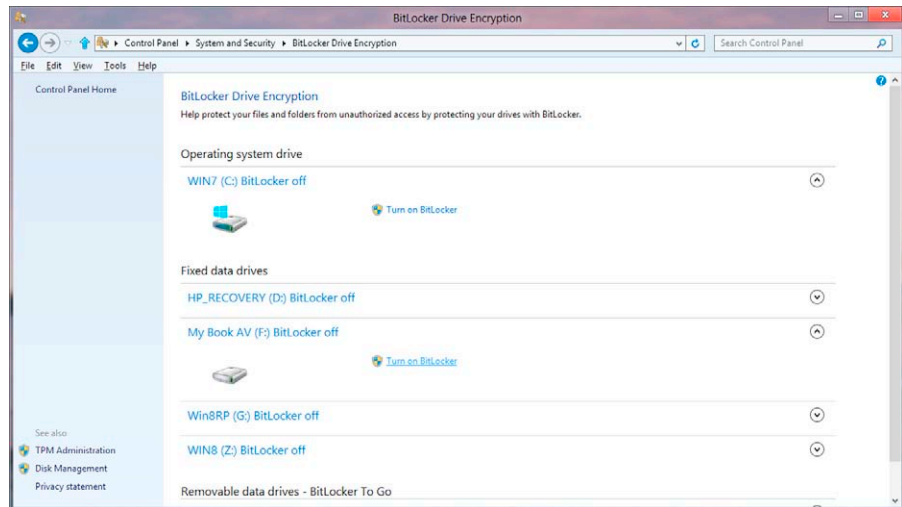 BitLocker Drive Encryption
Control Panel ▸ System and Security ▸ BitLocker Drive Encryption
Search Control Panel
File Edit View Tools Help
Control Panel Home
BitLocker Drive Encryption
Help protect your files and folders from unauthorized access by protecting your drives with BitLocker.
Operating system drive
WIN7 (C:) BitLocker off
Turn on BitLocker
Fixed data drives
HP_RECOVERY (D:) BitLocker off
My Book AV (F:) BitLocker off
Turn on BitLocker
Win8RP (G:) BitLocker off
WIN8 (Z:) BitLocker off
Removable data drives - BitLocker To Go
See also
TPM Administration
Disk Management
Privacy statement